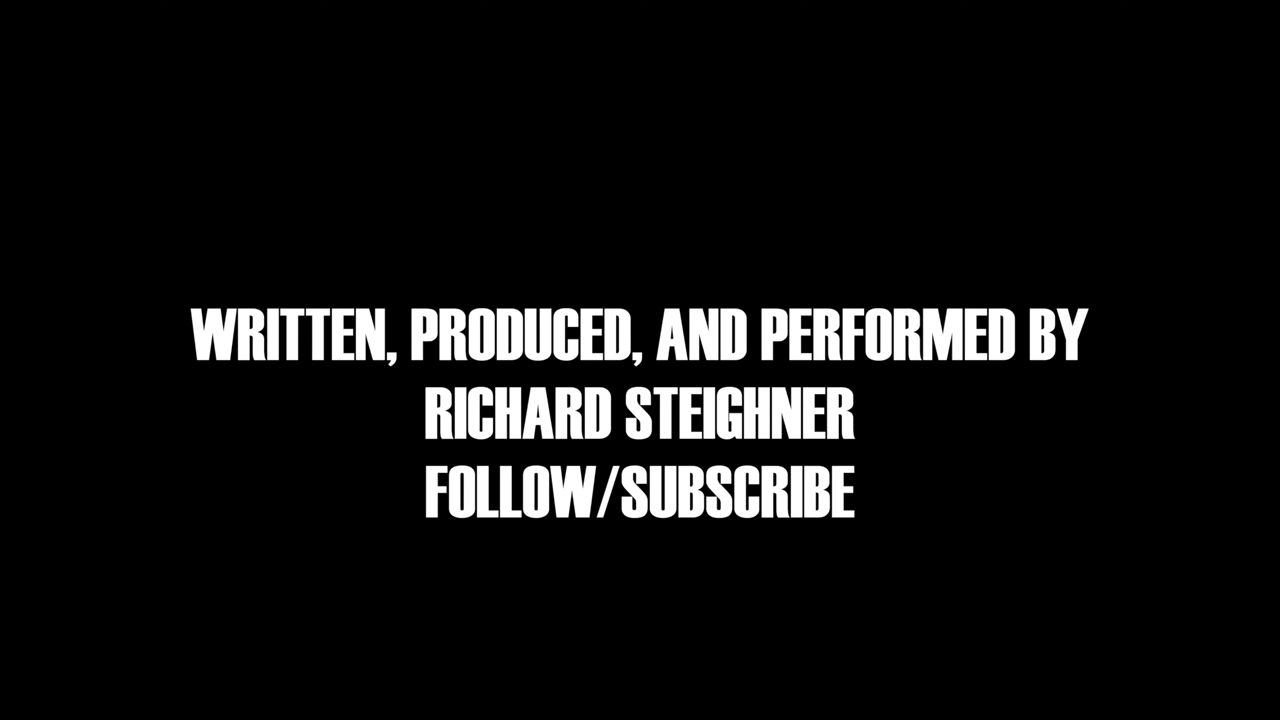 WRITTEN, PRODUCED, AND PERFORMED BY
RICHARD STEIGHNER
FOLLOW/SUBSCRIBE